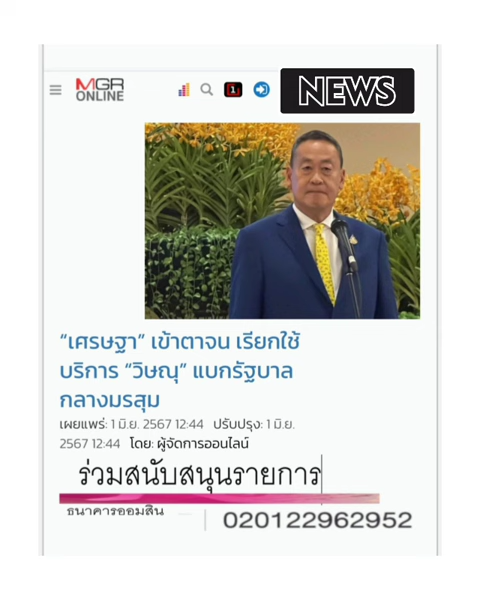 MGR
ONLINE
1
NEWS
“เศรษฐา” เข้าตาจน เรียกใช้
บริการ “วิษณุ” แบกรัฐบาล
กลางมรสุม
เผยแพร่: 1 มิ.ย. 2567 12:44 ปรับปรุง: 1 มิ.ย.
2567 12:44 โดย: ผู้จัดการออนไลน์
ร่วมสนับสนุนรายการ
ธนาคารออมสิน
020122962952